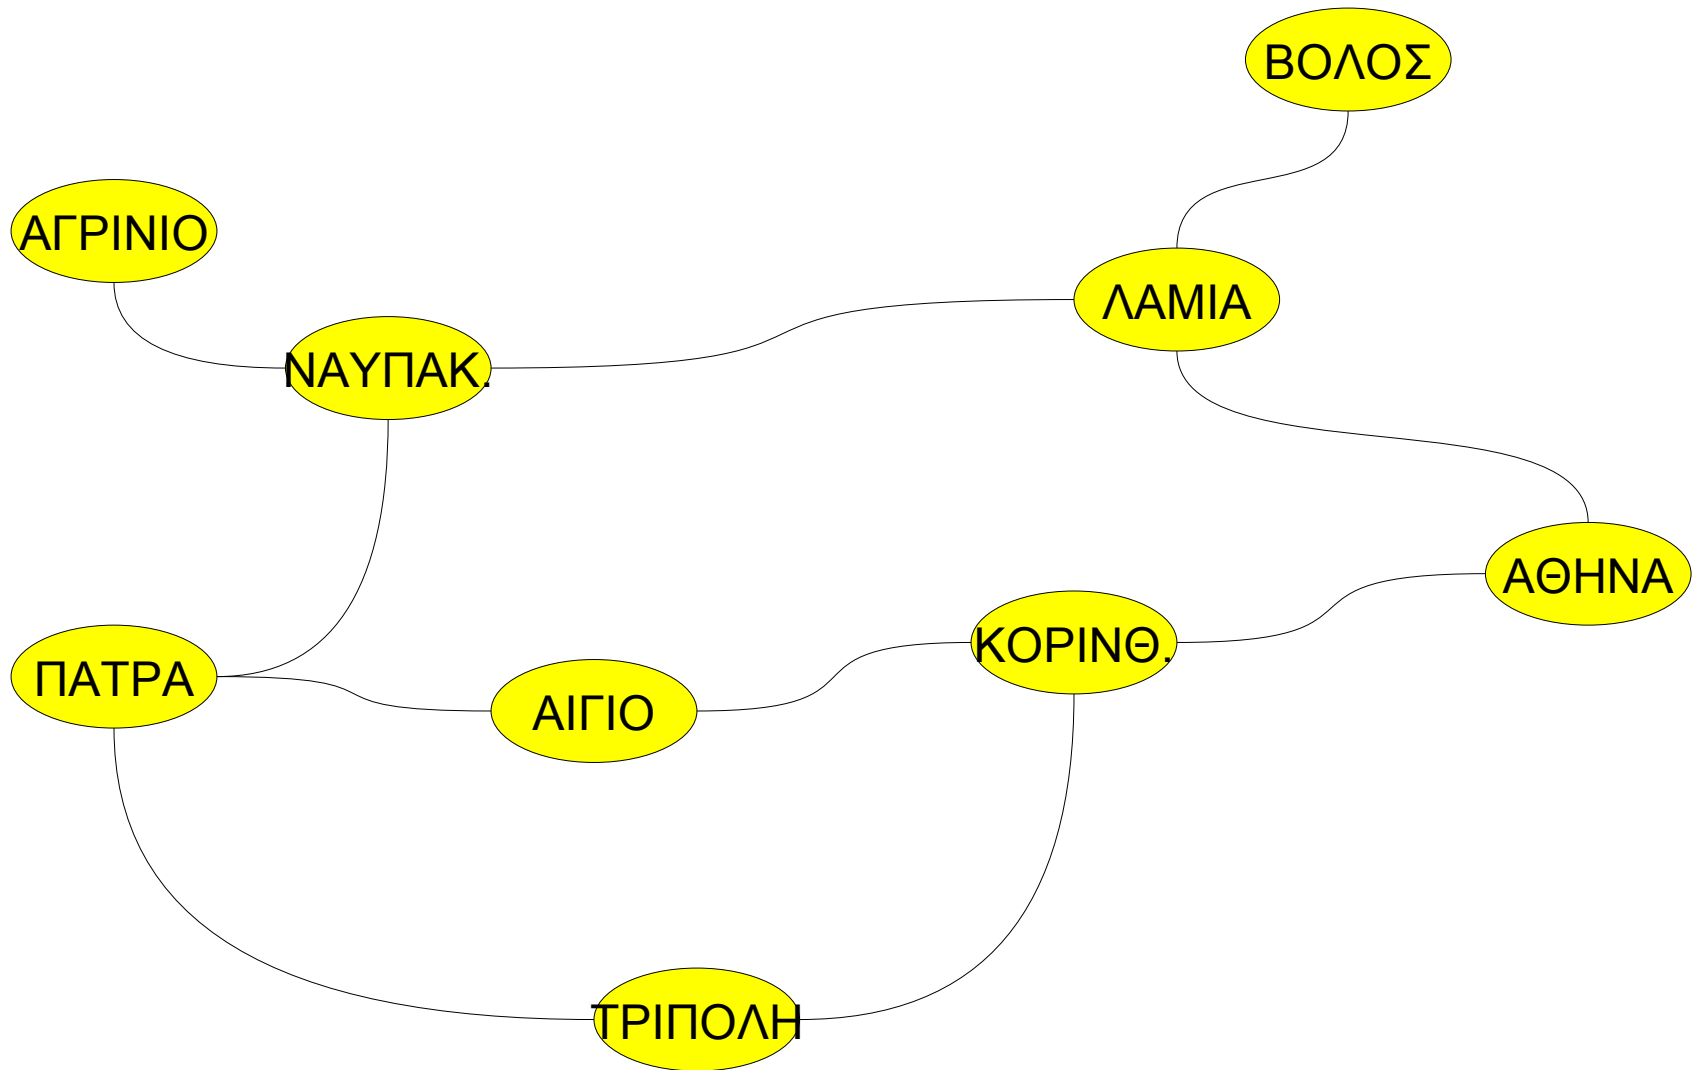 ΒΟΛΟΣ
ΑΓΡΙΝΙΟ
ΛΑΜΙΑ
ΝΑΥΠΑΚ.
ΑΘΗΝΑ
ΚΟΡΙΝΘ.
ΠΑΤΡΑ
ΑΙΓΙΟ
ΤΡΙΠΟΛΗ